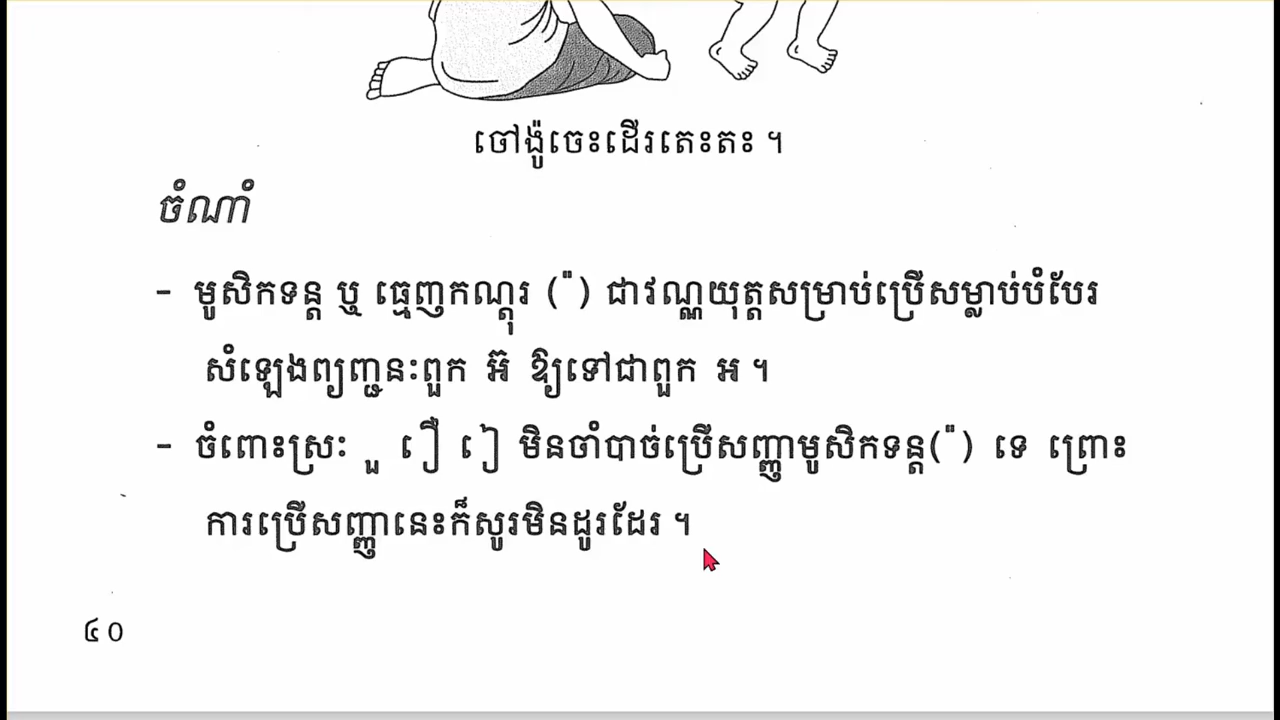 ចៅង៉ូចេះដើរតេះតះ ។
ចំណាំ
- មូសិកទន្ត ឬ ធ្មេញកណ្តុរ ( ៉ ) ជាវណ្ណយុត្តសម្រាប់ប្រើសម្លាប់បំបែរ
សំឡេងព្យញ្ជនះពួក អ៊ ឱ្យទៅជាពួក អ ។
- ចំពោះស្រះ ួ ឿ ៀ មិនចាំបាច់ប្រើសញ្ញាមូសិកទន្ត( ៉ ) ទេ ព្រោះ
ការប្រើសញ្ញានេះក៏សូរមិនដូរដែរ ។
៤០